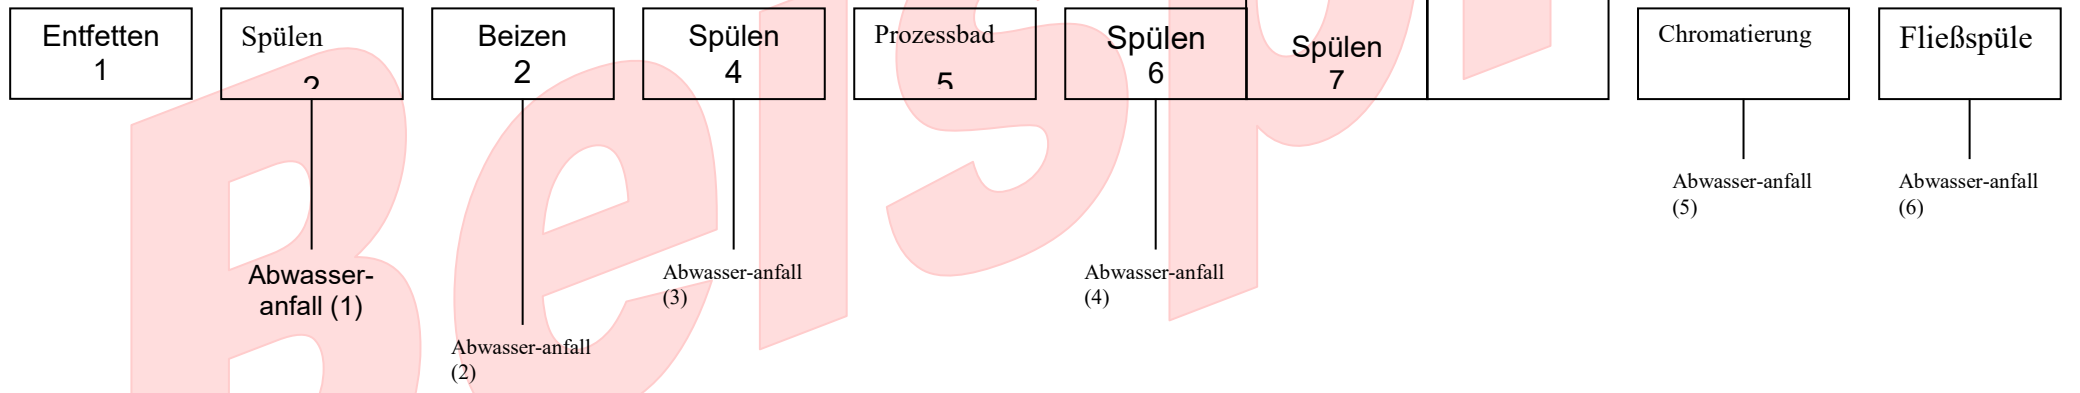 Entfetten
1
Spülen
2
Beizen
2
Spülen
4
Prozessbad
5
Spülen
6
Spülen
7
Chromatierung
Fließspüle
Abwasser-
anfall (1)
Abwasser-anfall
(2)
Abwasser-anfall
(3)
Abwasser-anfall
(4)
Abwasser-anfall
(5)
Abwasser-anfall
(6)
Beispi